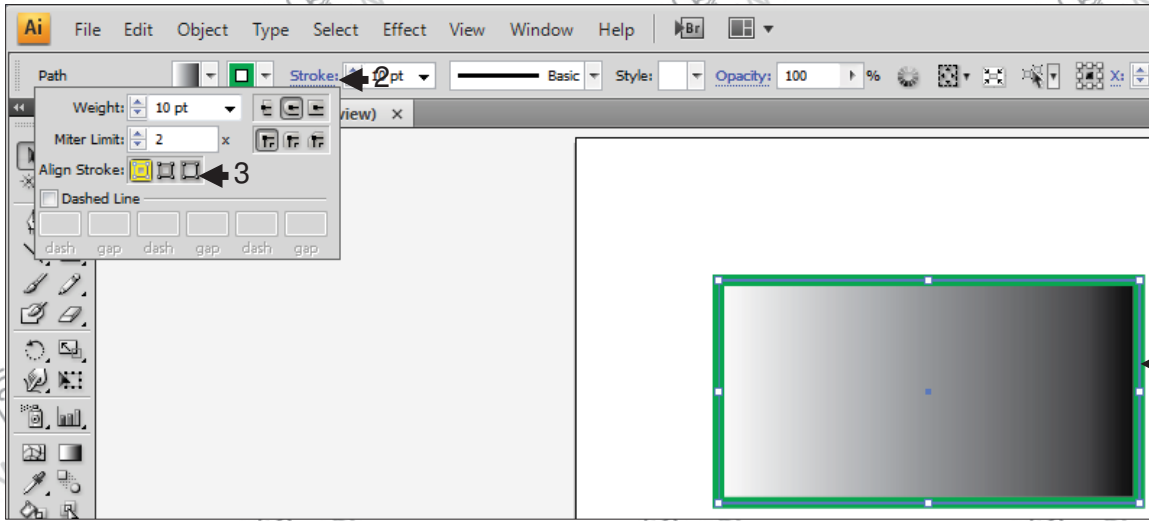 Ai File Edit Object Type Select Effect View Window Help Br
Path Stroke: 10 pt 2 Basic Style: Opacity: 100 % X:
Weight: 10 pt view) ×
Miter Limit: 2 x
Align Stroke: 3
Dashed Line
dash gap dash gap dash gap